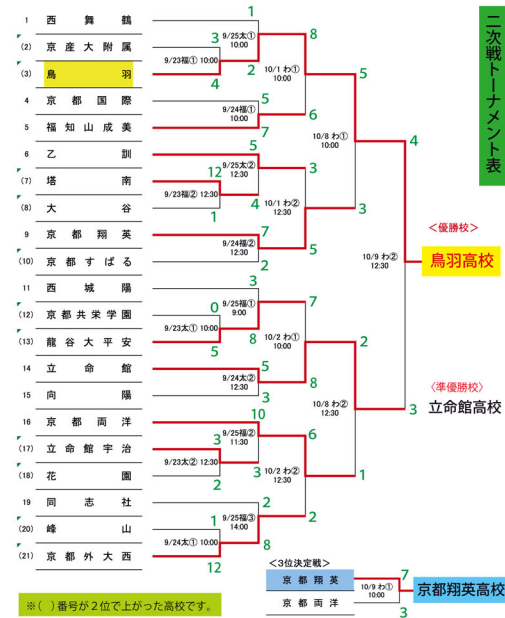 二次戦トーナメント表
1 西舞鶴
(2) 京産大附属
(3) 鳥羽
4 京都国際
5 福知山成美
6 乙訓
(7) 塔南
(8) 大谷
9 京都翔英
(10) 京都すばる
11 西城陽
(12) 京都共栄学園
(13) 龍谷大平安
14 立命館
15 向陽
16 京都両洋
(17) 立命館宇治
(18) 花園
19 同志社
(20) 峰山
(21) 京都外大西
9/23福① 10:00
3
4
9/23福② 12:30
12
1
9/23太① 10:00
0
5
9/23太② 12:30
3
2
9/24太① 10:00
1
12
9/25太①
10:00
1
2
9/24福①
10:00
5
7
9/25太②
12:30
5
4
9/24福②
12:30
7
2
9/25福①
9:00
3
8
9/24太②
12:30
5
3
9/25福②
11:30
10
3
9/25福③
14:00
2
8
10/1 わ①
10:00
8
6
10/1 わ②
12:30
3
5
10/2 わ①
10:00
7
8
10/2 わ②
12:30
6
2
10/8 わ①
10:00
5
3
10/8 わ②
12:30
2
1
10/9 わ②
12:30
4
3
＜優勝校＞
鳥羽高校
〈準優勝校〉
立命館高校
＜3位決定戦＞
京都翔英
京都両洋
10/9 わ①
10:00
7
3
京都翔英高校
※( ）番号が２位で上がった高校です。